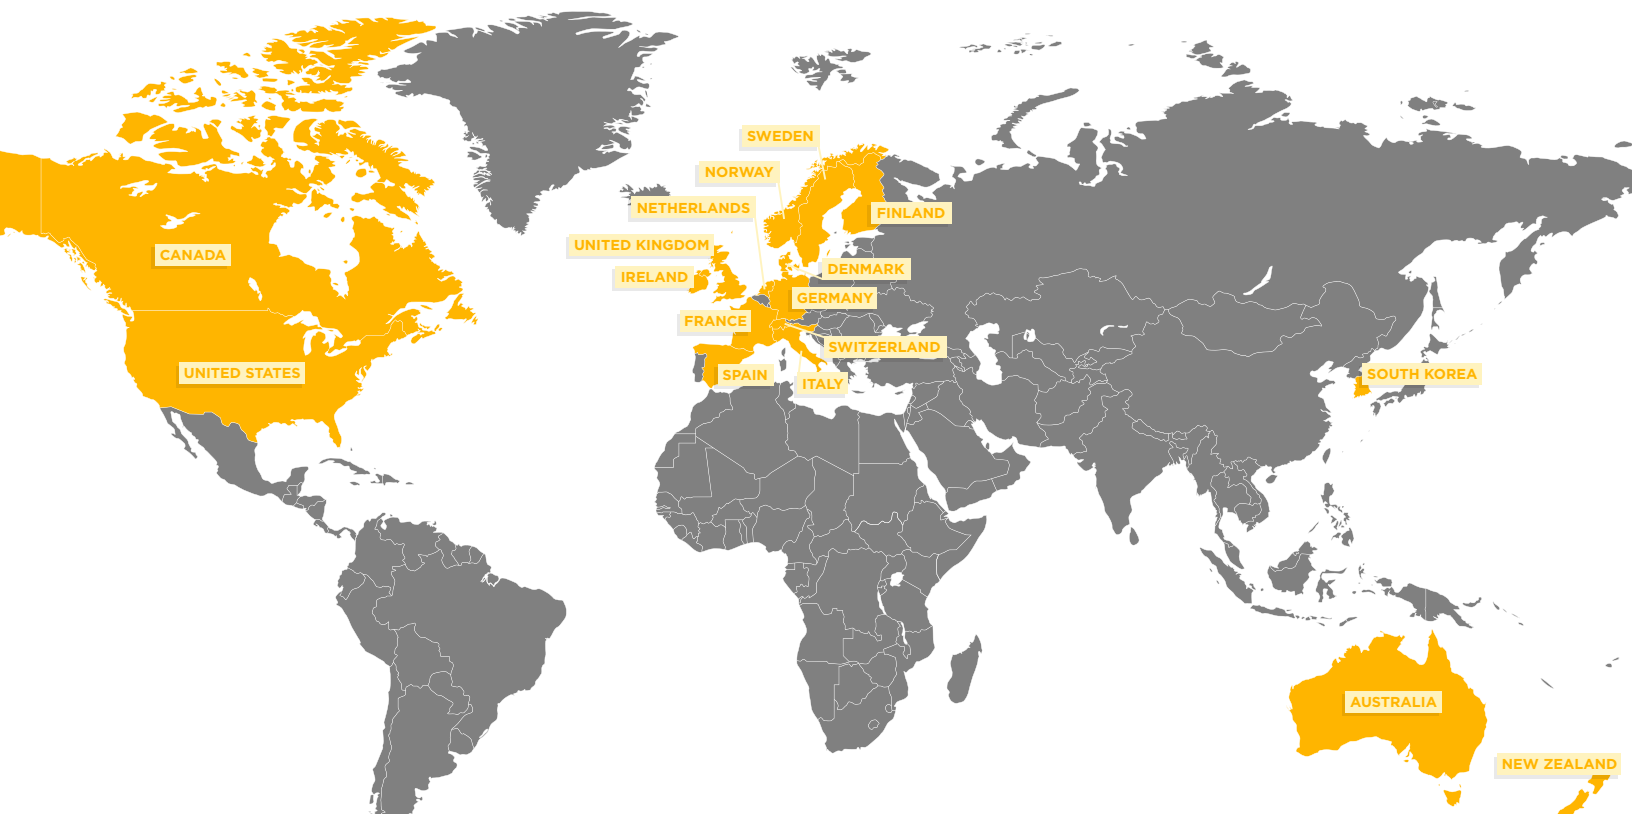 SWEDEN
NORWAY
NETHERLANDS
FINLAND
UNITED KINGDOM
CANADA
DENMARK
IRELAND
GERMANY
FRANCE
SWITZERLAND
UNITED STATES
SPAIN
SOUTH KOREA
ITALY
AUSTRALIA
NEW ZEALAND